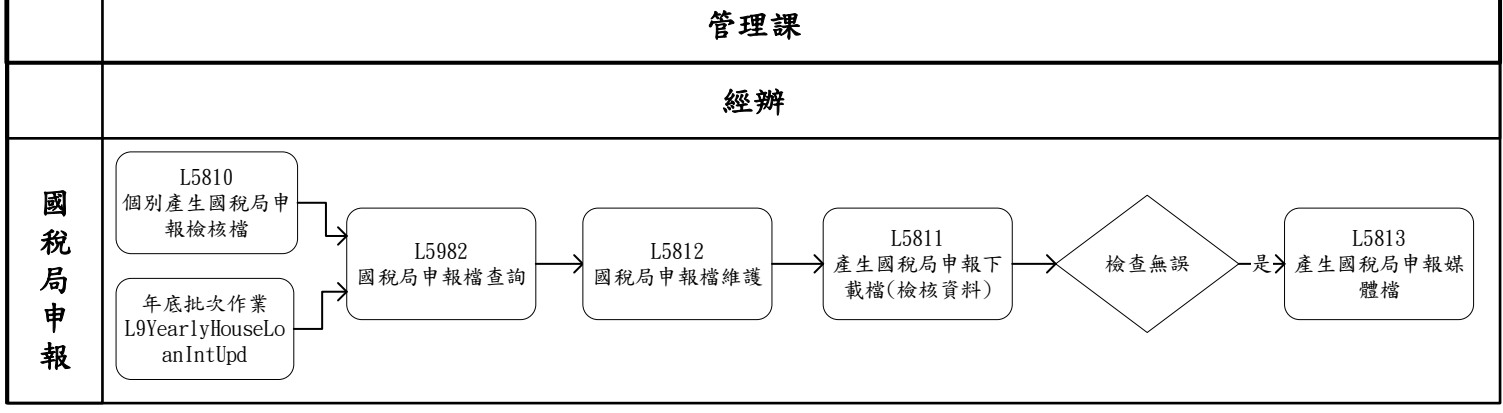 管理課
經辦
國稅局申報
L5810
個別產生國稅局申
報檢核檔
年底批次作業
L9YearlyHouseLo
anIntUpd
L5982
國稅局申報檔查詢
L5812
國稅局申報檔維護
L5811
產生國稅局申報下
載檔(檢核資料)
檢查無誤
是
L5813
產生國稅局申報媒
體檔